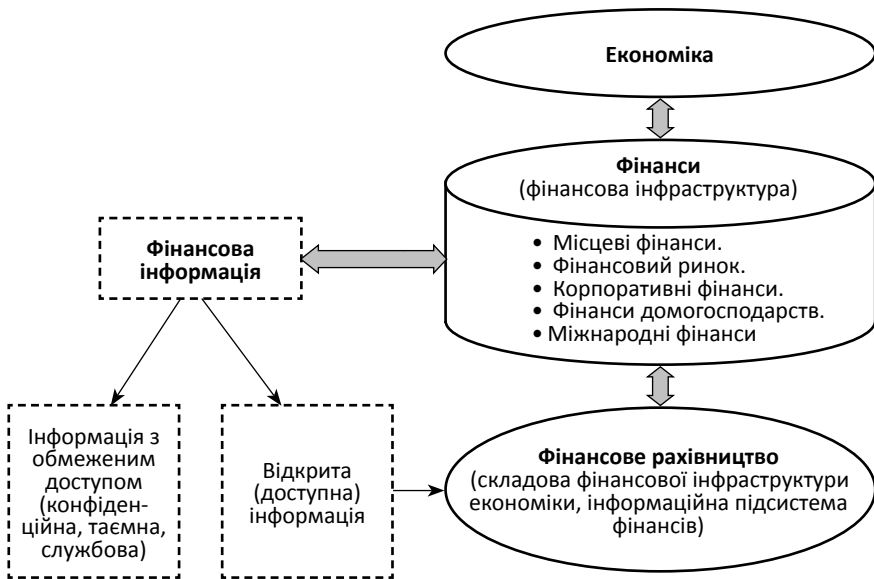 Економіка
Фінанси
(фінансова інфраструктура)
Фінансова
інформація
• Місцеві фінанси.
• Фінансовий ринок.
• Корпоративні фінанси.
• Фінанси домогосподарств.
• Міжнародні фінанси
Інформація з
обмеженим
доступом
(конфіден-
ційна, таємна,
службова)
Відкрита
(доступна)
інформація
Фінансове рахівництво
(складова фінансової інфраструктури
економіки, інформаційна підсистема
фінансів)